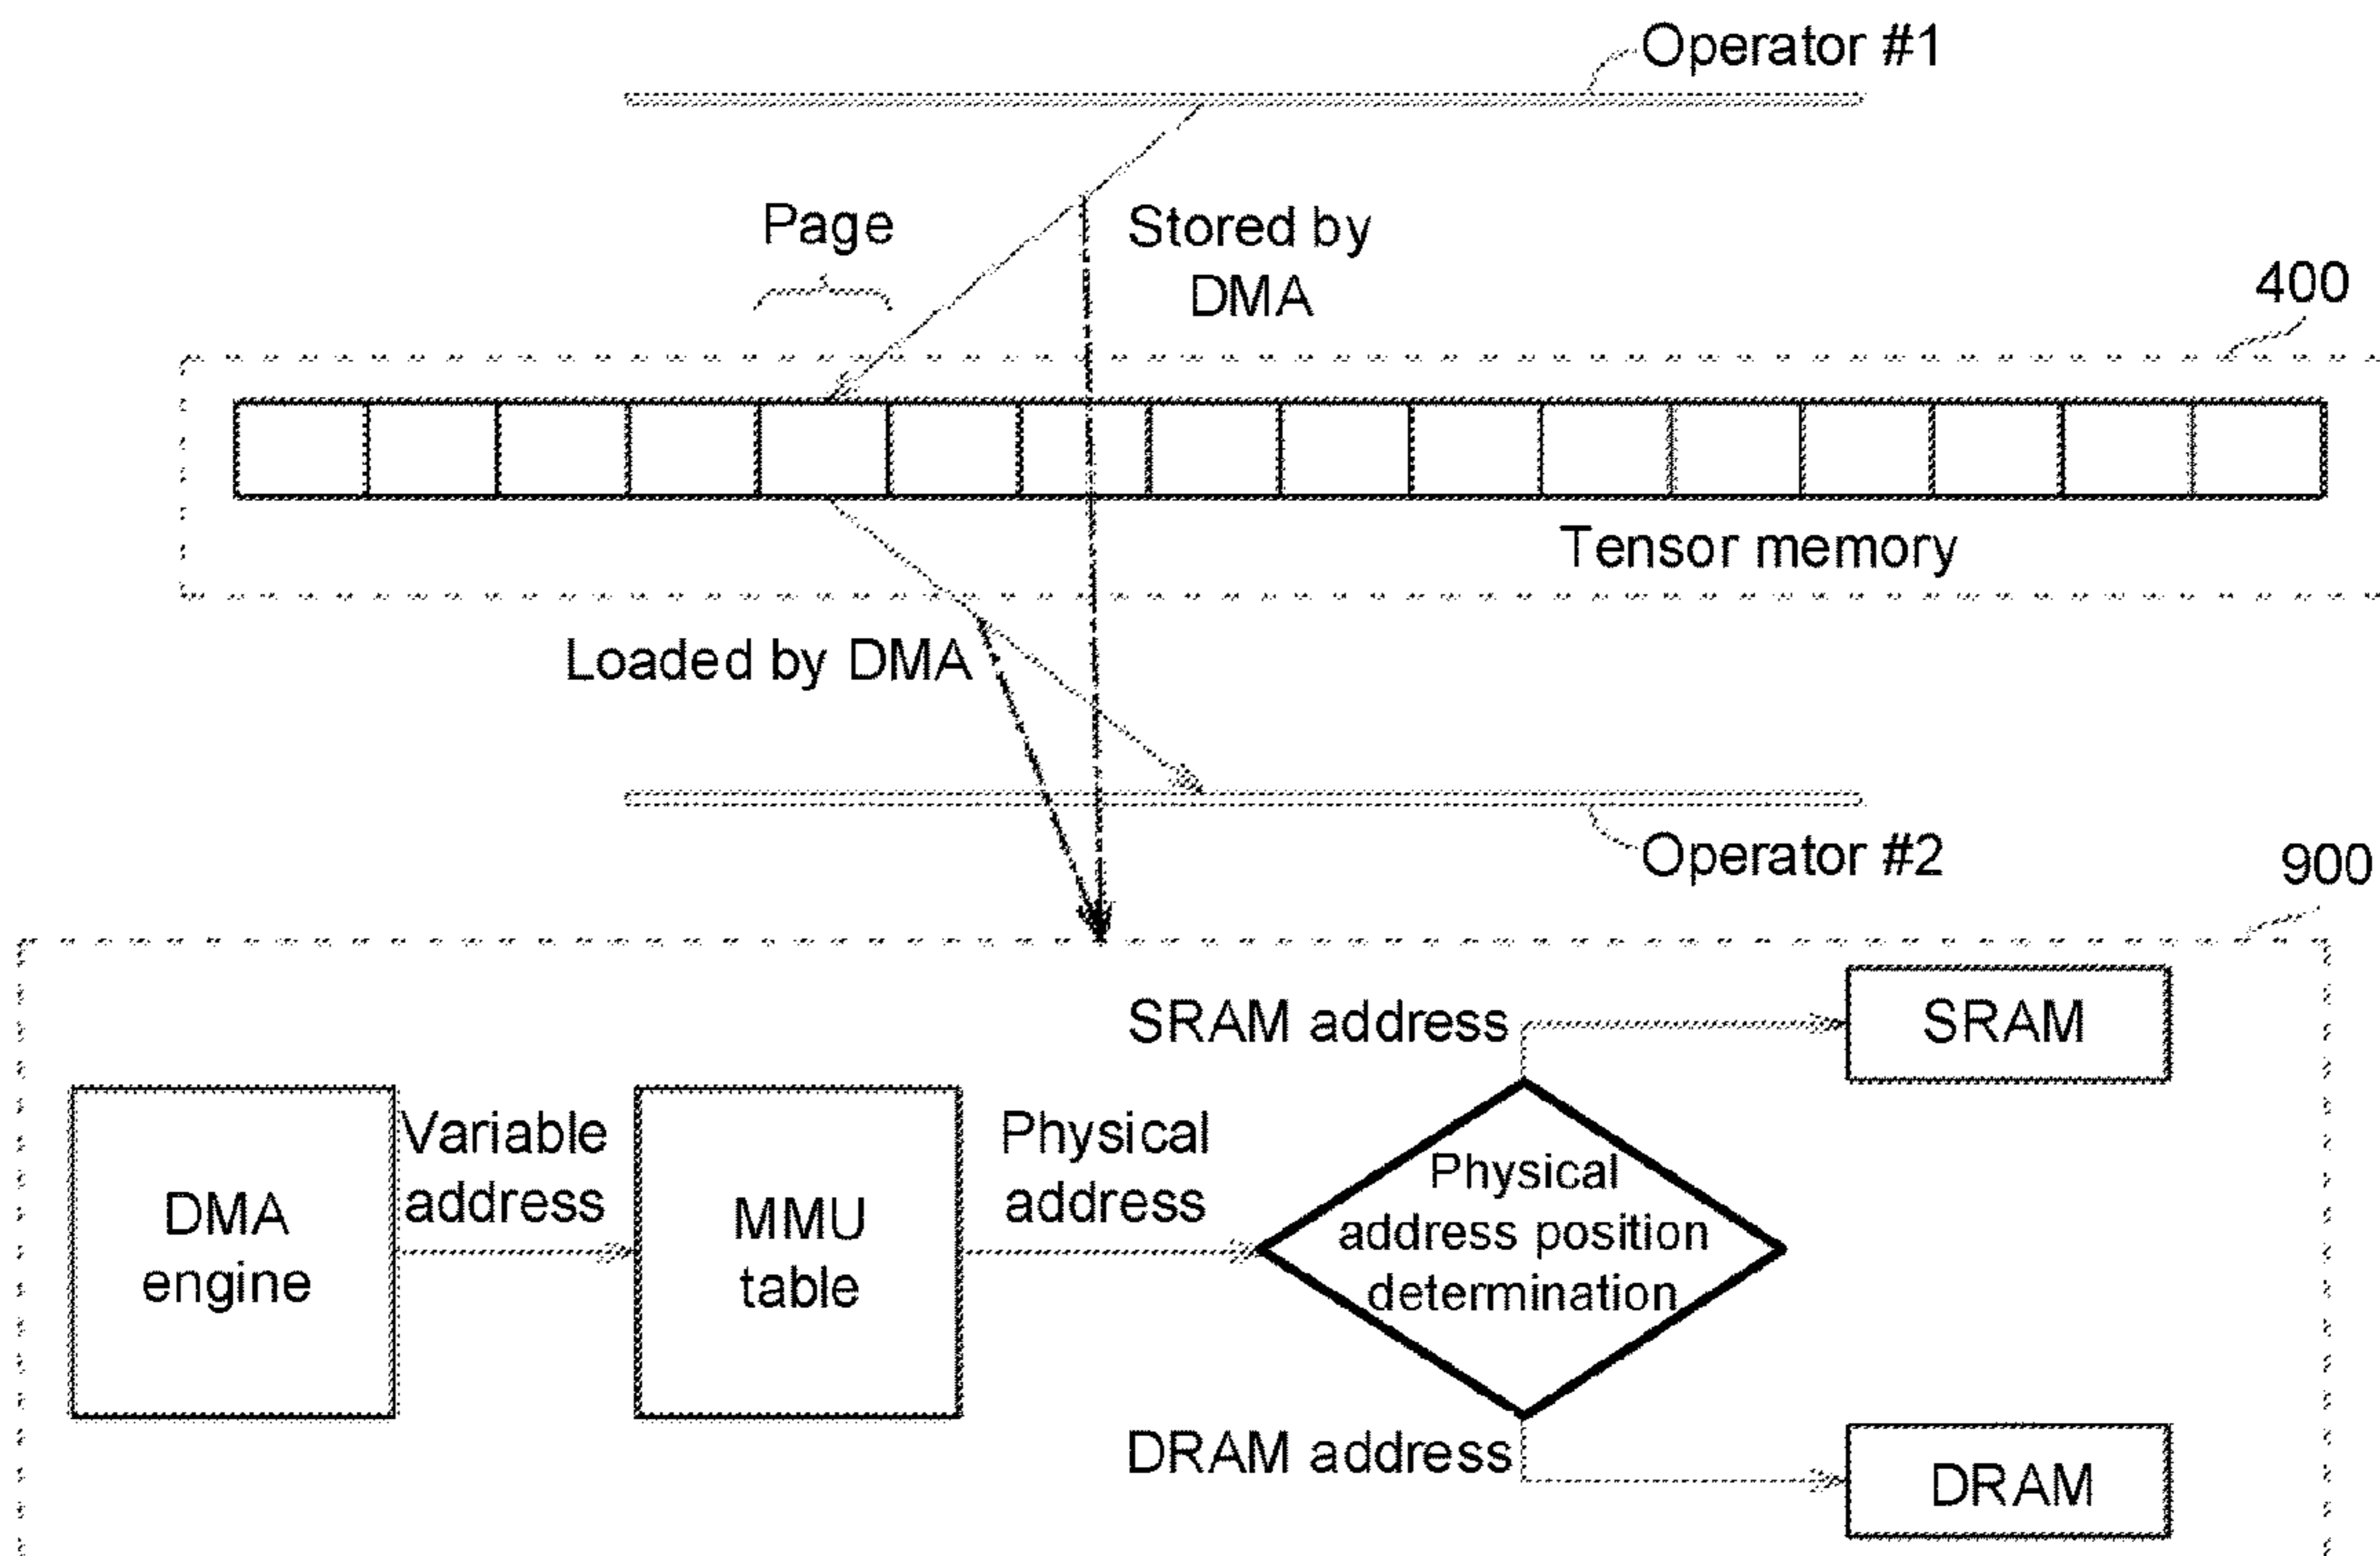 Operator #1
Page
Stored by
DMA
400
Tensor memory
Loaded by DMA
Operator #2
900
SRAM address
SRAM
Variable
address
Physical
address
DMA
engine
MMU
table
Physical
address position
determination
DRAM address
DRAM